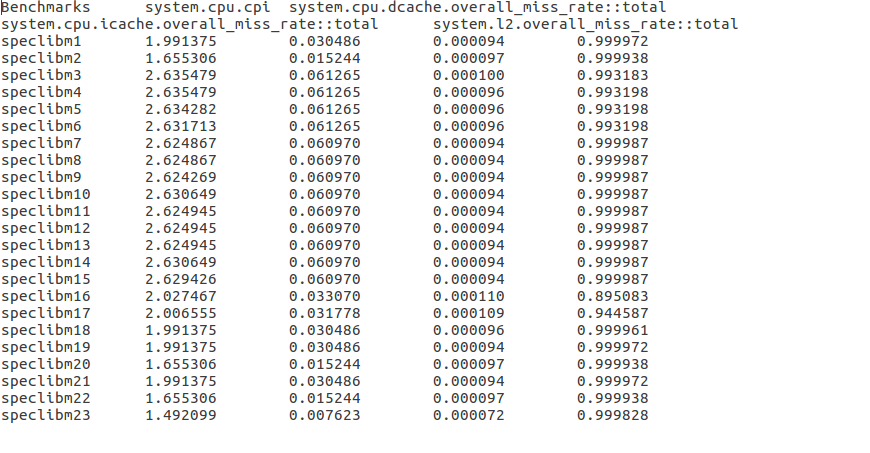 Benchmarks system.cpu.cpi system.cpu.dcache.overall_miss_rate::total
system.cpu.icache.overall_miss_rate::total system.l2.overall_miss_rate::total
speclibm1 1.991375 0.030486 0.000094 0.999972
speclibm2 1.655306 0.015244 0.000097 0.999938
speclibm3 2.635479 0.061265 0.000100 0.993183
speclibm4 2.635479 0.061265 0.000096 0.993198
speclibm5 2.634282 0.061265 0.000096 0.993198
speclibm6 2.631713 0.061265 0.000096 0.993198
speclibm7 2.624867 0.060970 0.000094 0.999987
speclibm8 2.624867 0.060970 0.000094 0.999987
speclibm9 2.624269 0.060970 0.000094 0.999987
speclibm10 2.630649 0.060970 0.000094 0.999987
speclibm11 2.624945 0.060970 0.000094 0.999987
speclibm12 2.624945 0.060970 0.000094 0.999987
speclibm13 2.624945 0.060970 0.000094 0.999987
speclibm14 2.630649 0.060970 0.000094 0.999987
speclibm15 2.629426 0.060970 0.000094 0.999987
speclibm16 2.027467 0.033070 0.000110 0.895083
speclibm17 2.006555 0.031778 0.000109 0.944587
speclibm18 1.991375 0.030486 0.000096 0.999961
speclibm19 1.991375 0.030486 0.000094 0.999972
speclibm20 1.655306 0.015244 0.000097 0.999938
speclibm21 1.991375 0.030486 0.000094 0.999972
speclibm22 1.655306 0.015244 0.000097 0.999938
speclibm23 1.492099 0.007623 0.000072 0.999828